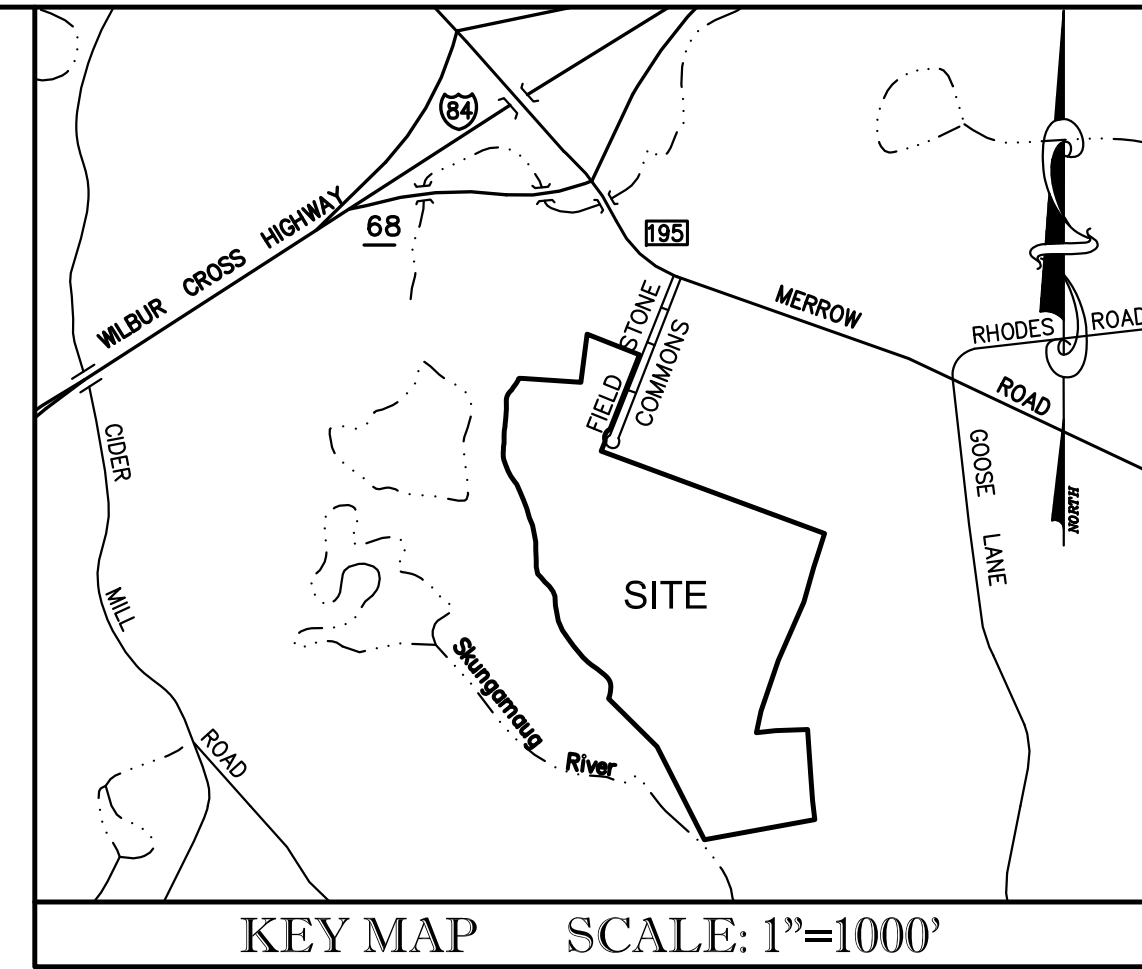 84
WILBUR CROSS HIGHWAY
68
195
MERROW
ROAD
RHODES ROAD
FIELD STONE
COMMONS
GOOSE LANE
NORTH
CIDER
MILL
ROAD
SITE
Skungamaug
River
KEY MAP SCALE: 1”=1000’